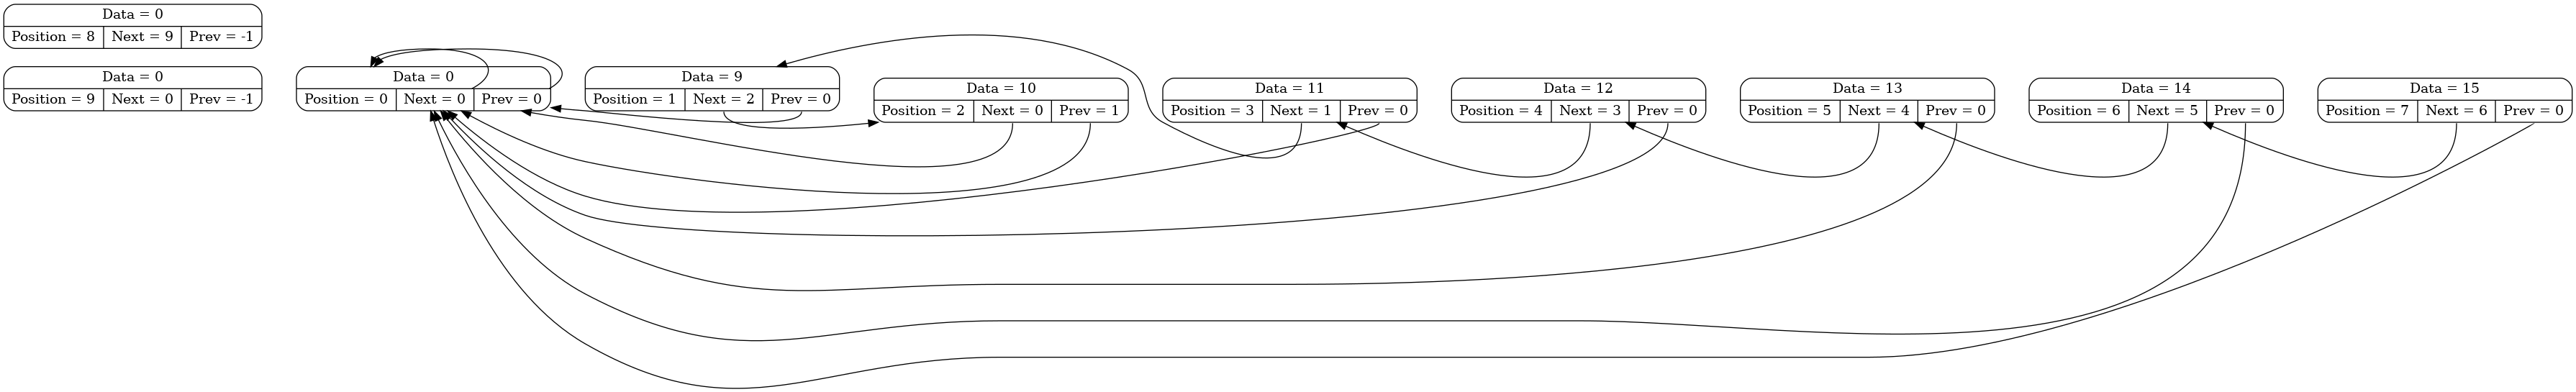 Data = 0
Position = 8 Next = 9 Prev = -1
Data = 0
Position = 9 Next = 0 Prev = -1
Data = 0
Position = 0 Next = 0 Prev = 0
Data = 9
Position = 1 Next = 2 Prev = 0
Data = 10
Position = 2 Next = 0 Prev = 1
Data = 11
Position = 3 Next = 1 Prev = 0
Data = 12
Position = 4 Next = 3 Prev = 0
Data = 13
Position = 5 Next = 4 Prev = 0
Data = 14
Position = 6 Next = 5 Prev = 0
Data = 15
Position = 7 Next = 6 Prev = 0